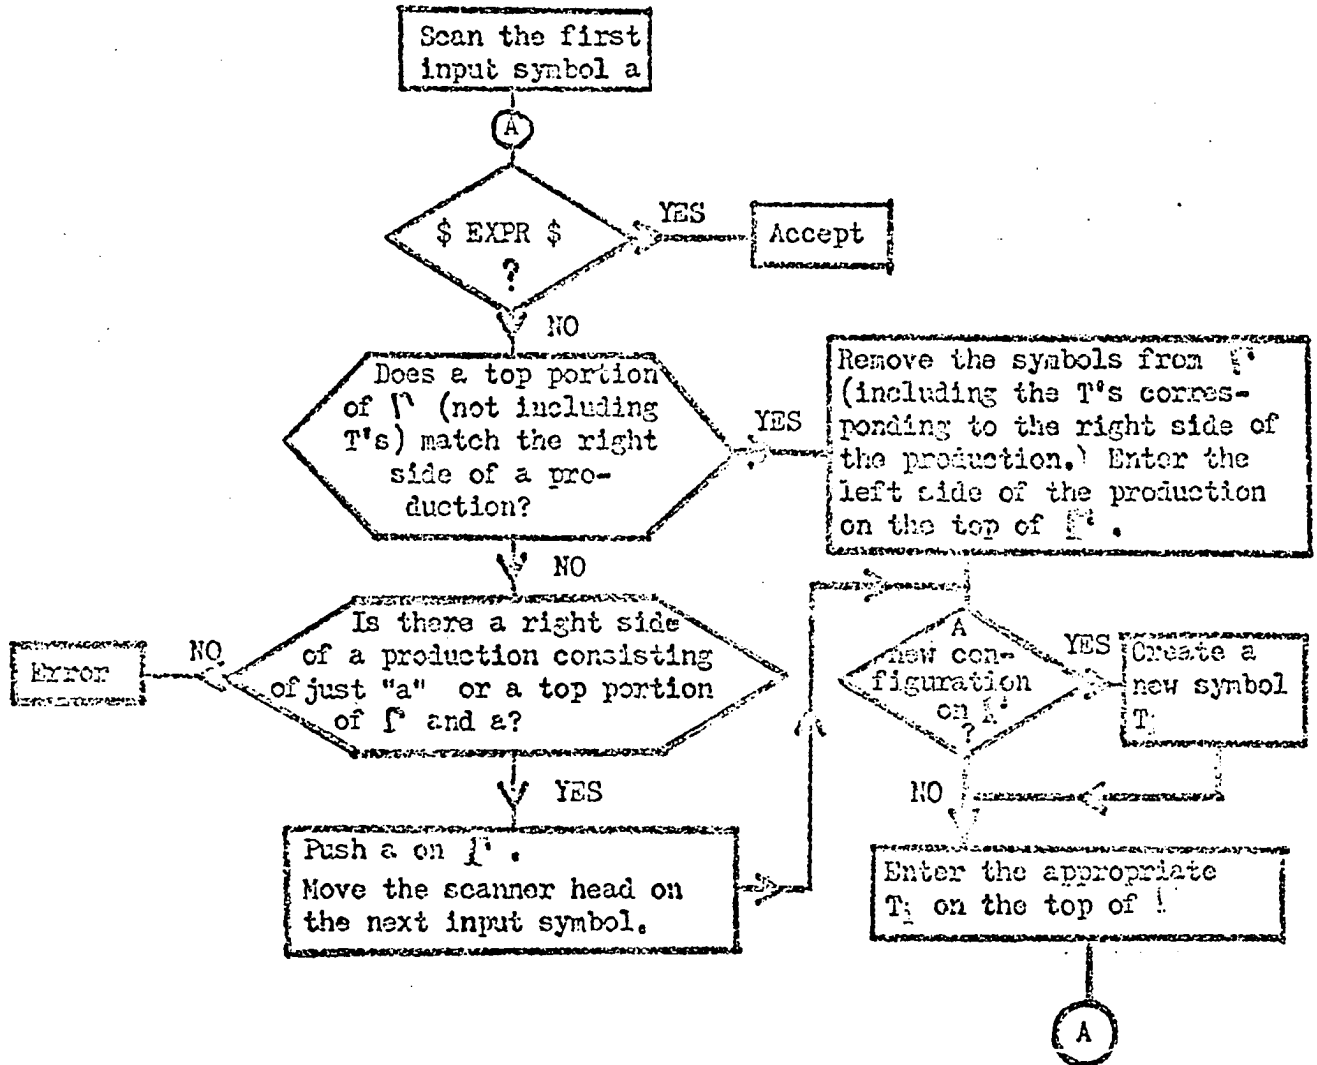 Scan the first
input symbol a
A
$ EXPR $
?
YES
Accept
NO
Does a top portion
of Γ (not including
T's) match the right
side of a pro-
duction?
YES
Remove the symbols from Γ
(including the T's corres-
ponding to the right side of
the production.) Enter the
left side of the production
on the top of Γ .
NO
Is there a right side
of a production consisting
of just "a" or a top portion
of Γ and a?
NO
Error
YES
Push a on Γ .
Move the scanner head on
the next input symbol.
A
new con-
figuration
on Γ
?
YES
Create a
new symbol
Ti
NO
Enter the appropriate
Ti on the top of
A